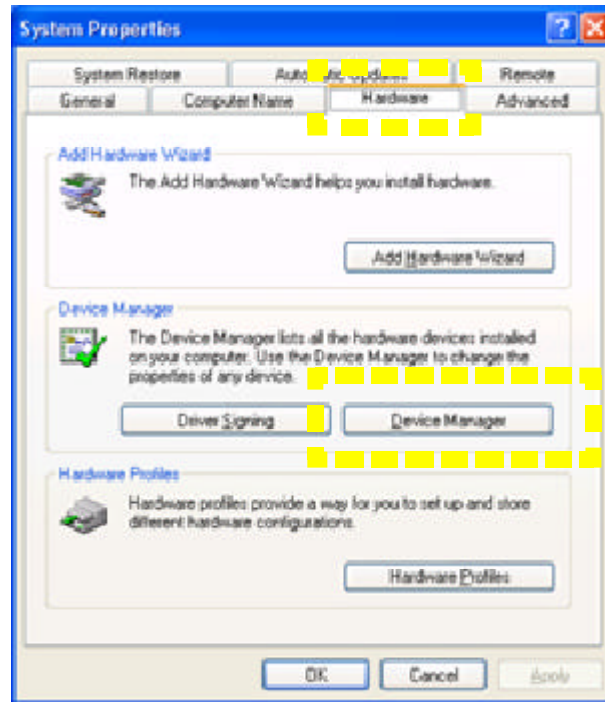 System Properties
System Restore
Automatic Updates
Remote
General
Computer Name
Hardware
Advanced
Add Hardware Wizard
The Add Hardware Wizard helps you install hardware.
Add Hardware Wizard
Device Manager
The Device Manager lists all the hardware devices installed
on your computer. Use the Device Manager to change the
properties of any device.
Driver Signing
Device Manager
Hardware Profiles
Hardware profiles provide a way for you to set up and store
different hardware configurations.
Hardware Profiles
OK
Cancel
Apply